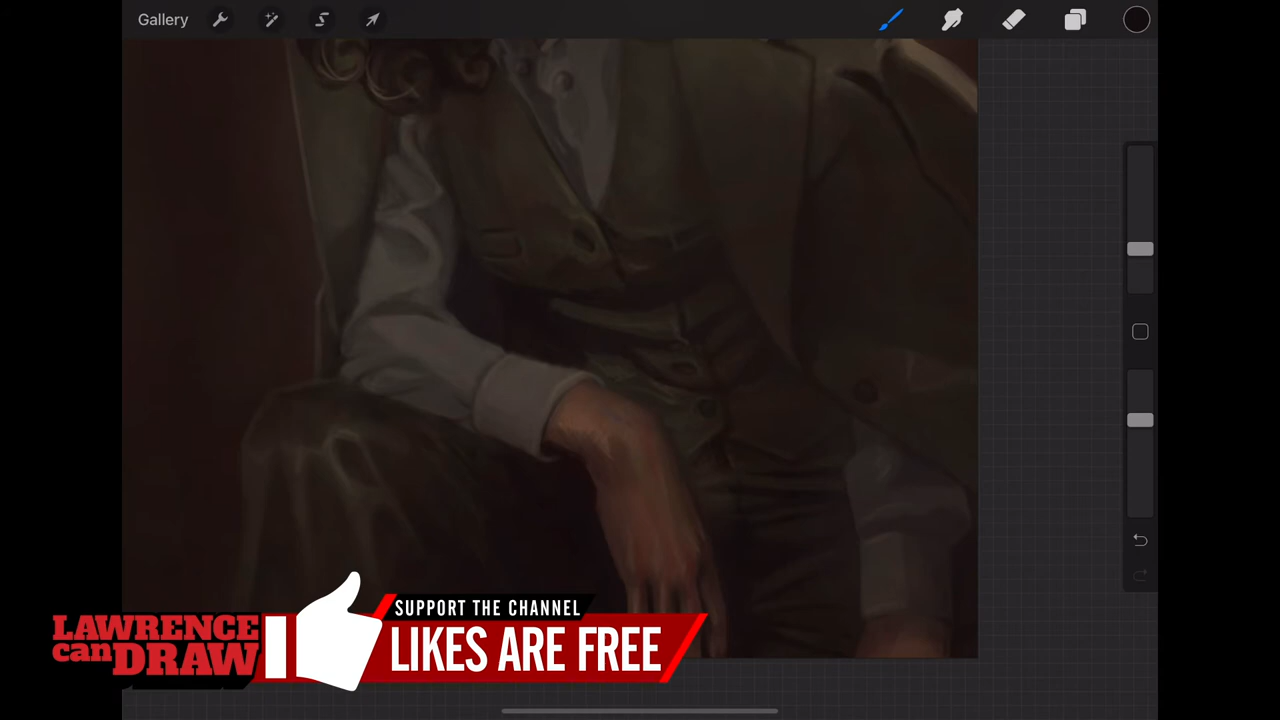 Gallery
SUPPORT THE CHANNEL
LIKES ARE FREE
LAWRENCE
can DRAW